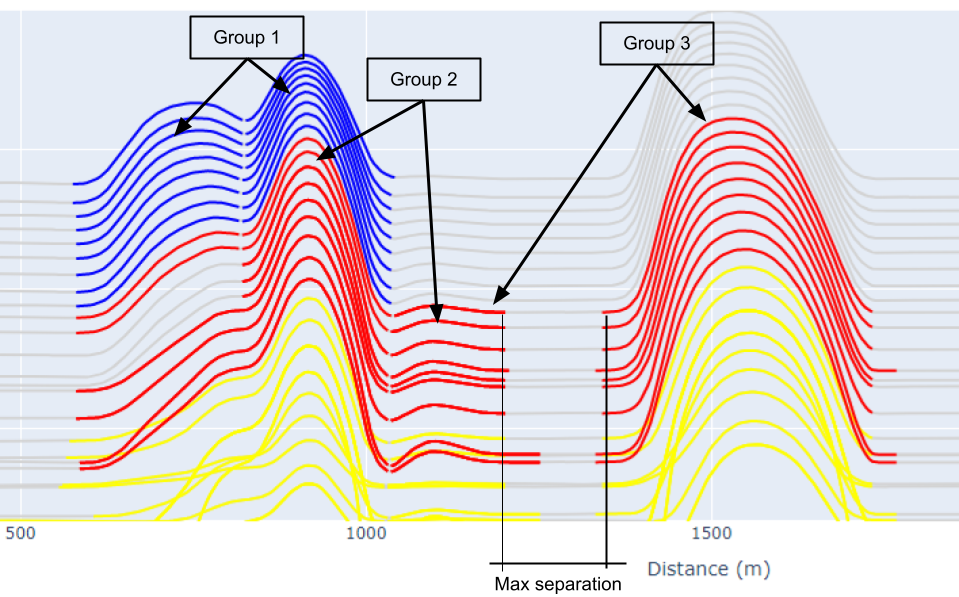 Group 1
Group 2
Group 3
500
1000
1500
Distance (m)
Max separation